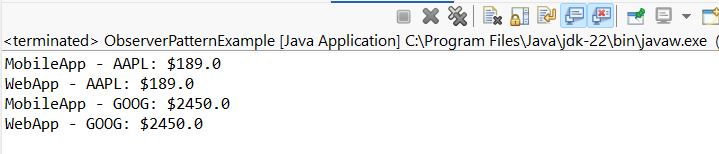 <terminated> ObserverPatternExample [Java Application] C:\Program Files\Java\jdk-22\bin\javaw.exe (
MobileApp - AAPL: $189.0
WebApp - AAPL: $189.0
MobileApp - GOOG: $2450.0
WebApp - GOOG: $2450.0